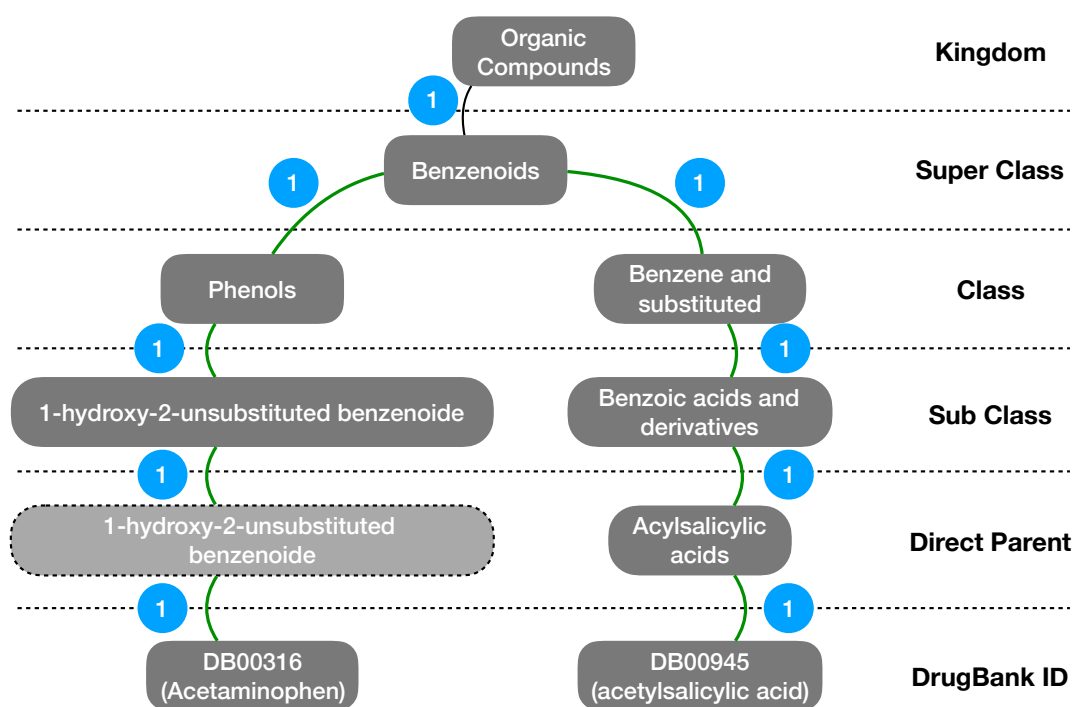 Organic
Compounds
Kingdom
1
Benzenoids
Super Class
1
1
Phenols
Benzene and
substituted
Class
1
1
1-hydroxy-2-unsubstituted benzenoide
Benzoic acids and
derivatives
Sub Class
1
1
1-hydroxy-2-unsubstituted
benzenoide
Acylsalicylic
acids
Direct Parent
1
1
DB00316
(Acetaminophen)
DB00945
(acetylsalicylic acid)
DrugBank ID